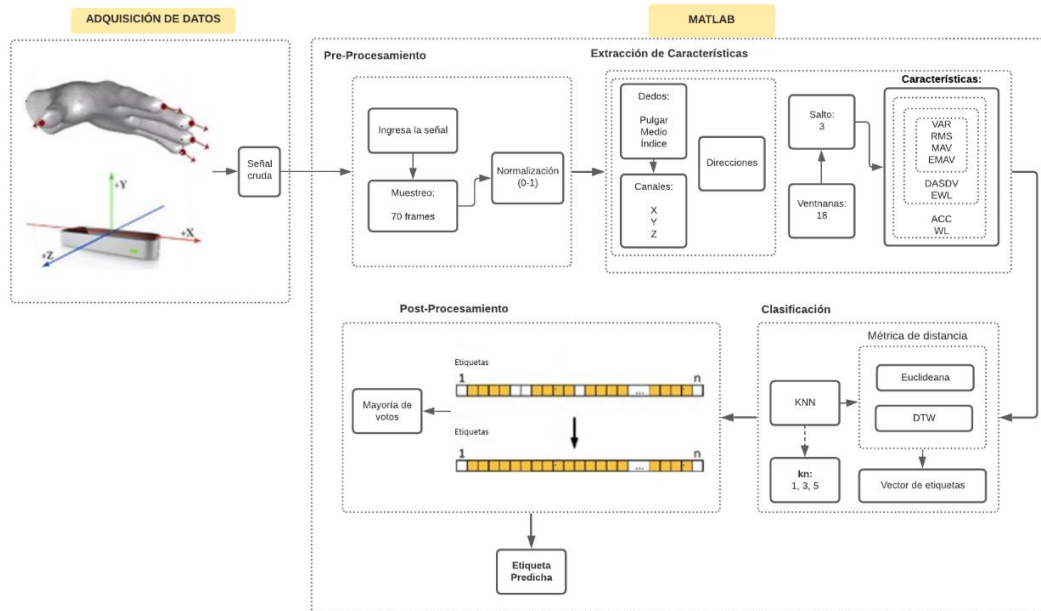 ADQUISICIÓN DE DATOS
+Y
+X
+Z
Señal
cruda
MATLAB
Pre-Procesamiento
Ingresa la señal
Muestreo:
70 frames
Normalización
(0-1)
Extracción de Características
Dedos:
Pulgar
Medio
Índice
Canales:
X
Y
Z
Direcciones
Salto:
3
Ventnanas:
18
Características:
VAR
RMS
MAV
EMAV
DASDV
EWL
ACC
WL
Clasificación
Métrica de distancia
KNN
Euclideana
DTW
kn:
1, 3, 5
Vector de etiquetas
Post-Procesamiento
Etiquetas
1 n
...
Mayoría de
votos
Etiquetas
1 n
...
Etiqueta
Predicha